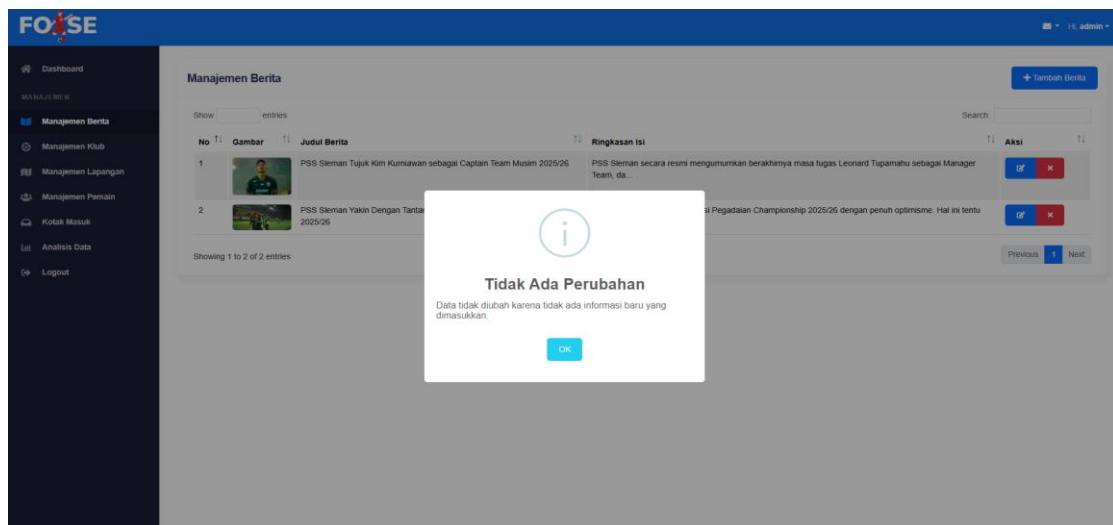 FOSE
Hi, admin
Dashboard
MANAJEMEN
Manajemen Berita
Manajemen Klub
Manajemen Lapangan
Manajemen Pemain
Kotak Masuk
Analisis Data
Logout
Manajemen Berita
+ Tambah Berita
Show entries
Search
No Gambar Judul Berita Ringkasan Isi Aksi
1 PSS Sleman Tujuk Kim Kurniawan sebagai Captain Team Musim 2025/26 PSS Sleman secara resmi mengumumkan berakhirnya masa tugas Leonard Tupamahu sebagai Manager
Team, da...
2 PSS Sleman Yakin Dengan Pegadaian Championship 2025/26 dengan penuh optimisme. Hal ini tentu
2025/26
Showing 1 to 2 of 2 entries
Previous 1 Next
i
Tidak Ada Perubahan
Data tidak diubah karena tidak ada informasi baru yang
dimasukkan.
OK